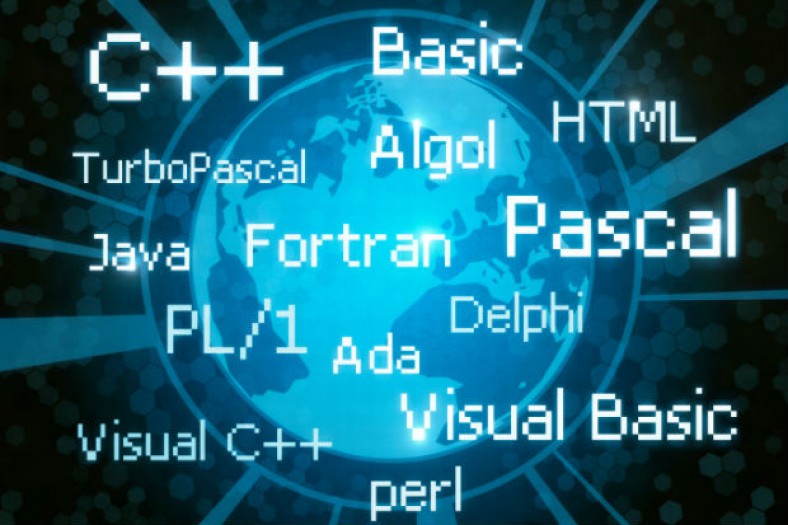 C++
Basic
HTML
Algol
TurboPascal
Pascal
Java
Fortran
PL/1
Delphi
Ada
Visual Basic
Visual C++
perl